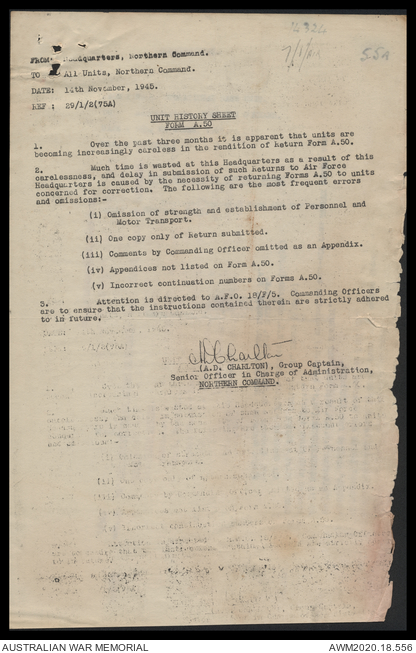 FROM: Headquarters, Northern Command.
TO All Units, Northern Command.
DATE: 14th November, 1945.
REF : 29/1/2(75A)
7/1/
55A
UNIT HISTORY SHEET
FORM A.50
1. Over the past three months it is apparent that units are
becoming increasingly careless in the rendition of Return Form A.50.
2. Much time is wasted at this Headquarters as a result of this
carelessness, and delay in submission of such Returns to Air Force
Headquarters is caused by the necessity of returning Forms A.50 to units
concerned for correction. The following are the most frequent errors
and omissions:-
(i) Omission of strength and establishment of Personnel and
Motor Transport.
(ii) One copy only of Return submitted.
(iii) Comments by Commanding Officer omitted as an Appendix.
(iv) Appendices not listed on Form A.50.
(v) Incorrect continuation numbers on Forms A.50.
3. Attention is directed to A.F.O. 18/F/5. Commanding Officers
are to ensure that the instructions contained therein are strictly adhered
to in future.
A D Charlton
(A.D. CHARLTON), Group Captain,
Senior Officer in Charge of Administration,
NORTHERN COMMAND.
AUSTRALIAN WAR MEMORIAL
AWM2020.18.556